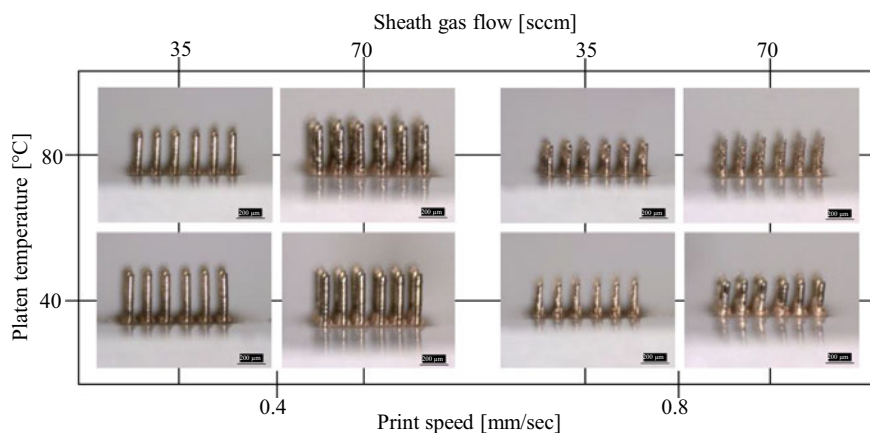 Sheath gas flow [sccm]
35 70 35 70
Platen temperature [°C]
80
200 µm 200 µm 200 µm 200 µm
40
200 µm 200 µm 200 µm 200 µm
0.4 0.8
Print speed [mm/sec]